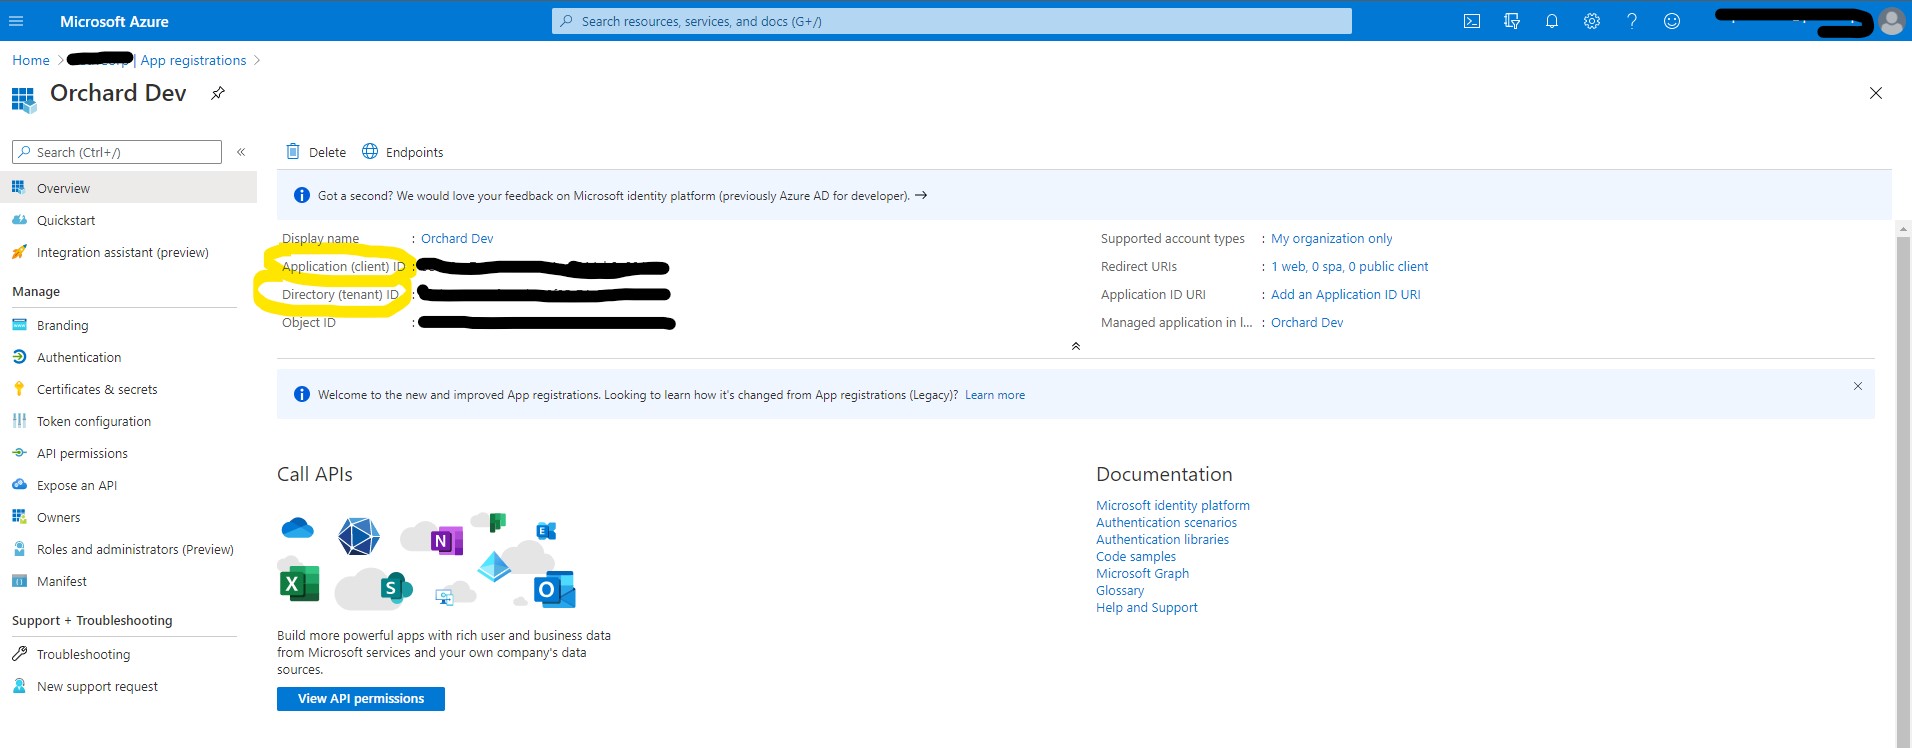 Microsoft Azure
Search resources, services, and docs (G+/)
Home > | App registrations >
Orchard Dev
Search (Ctrl+/)
«
Overview
Quickstart
Integration assistant (preview)
Manage
Branding
Authentication
Certificates & secrets
Token configuration
API permissions
Expose an API
Owners
Roles and administrators (Preview)
Manifest
Support + Troubleshooting
Troubleshooting
New support request
Delete Endpoints
Got a second? We would love your feedback on Microsoft identity platform (previously Azure AD for developer). →
Display name : Orchard Dev
Application (client) ID :
Directory (tenant) ID :
Object ID :
Supported account types : My organization only
Redirect URIs : 1 web, 0 spa, 0 public client
Application ID URI : Add an Application ID URI
Managed application in l... : Orchard Dev
Welcome to the new and improved App registrations. Looking to learn how it's changed from App registrations (Legacy)? Learn more
Call APIs
N
E
X
S
O
Build more powerful apps with rich user and business data
from Microsoft services and your own company's data
sources.
View API permissions
Documentation
Microsoft identity platform
Authentication scenarios
Authentication libraries
Code samples
Microsoft Graph
Glossary
Help and Support